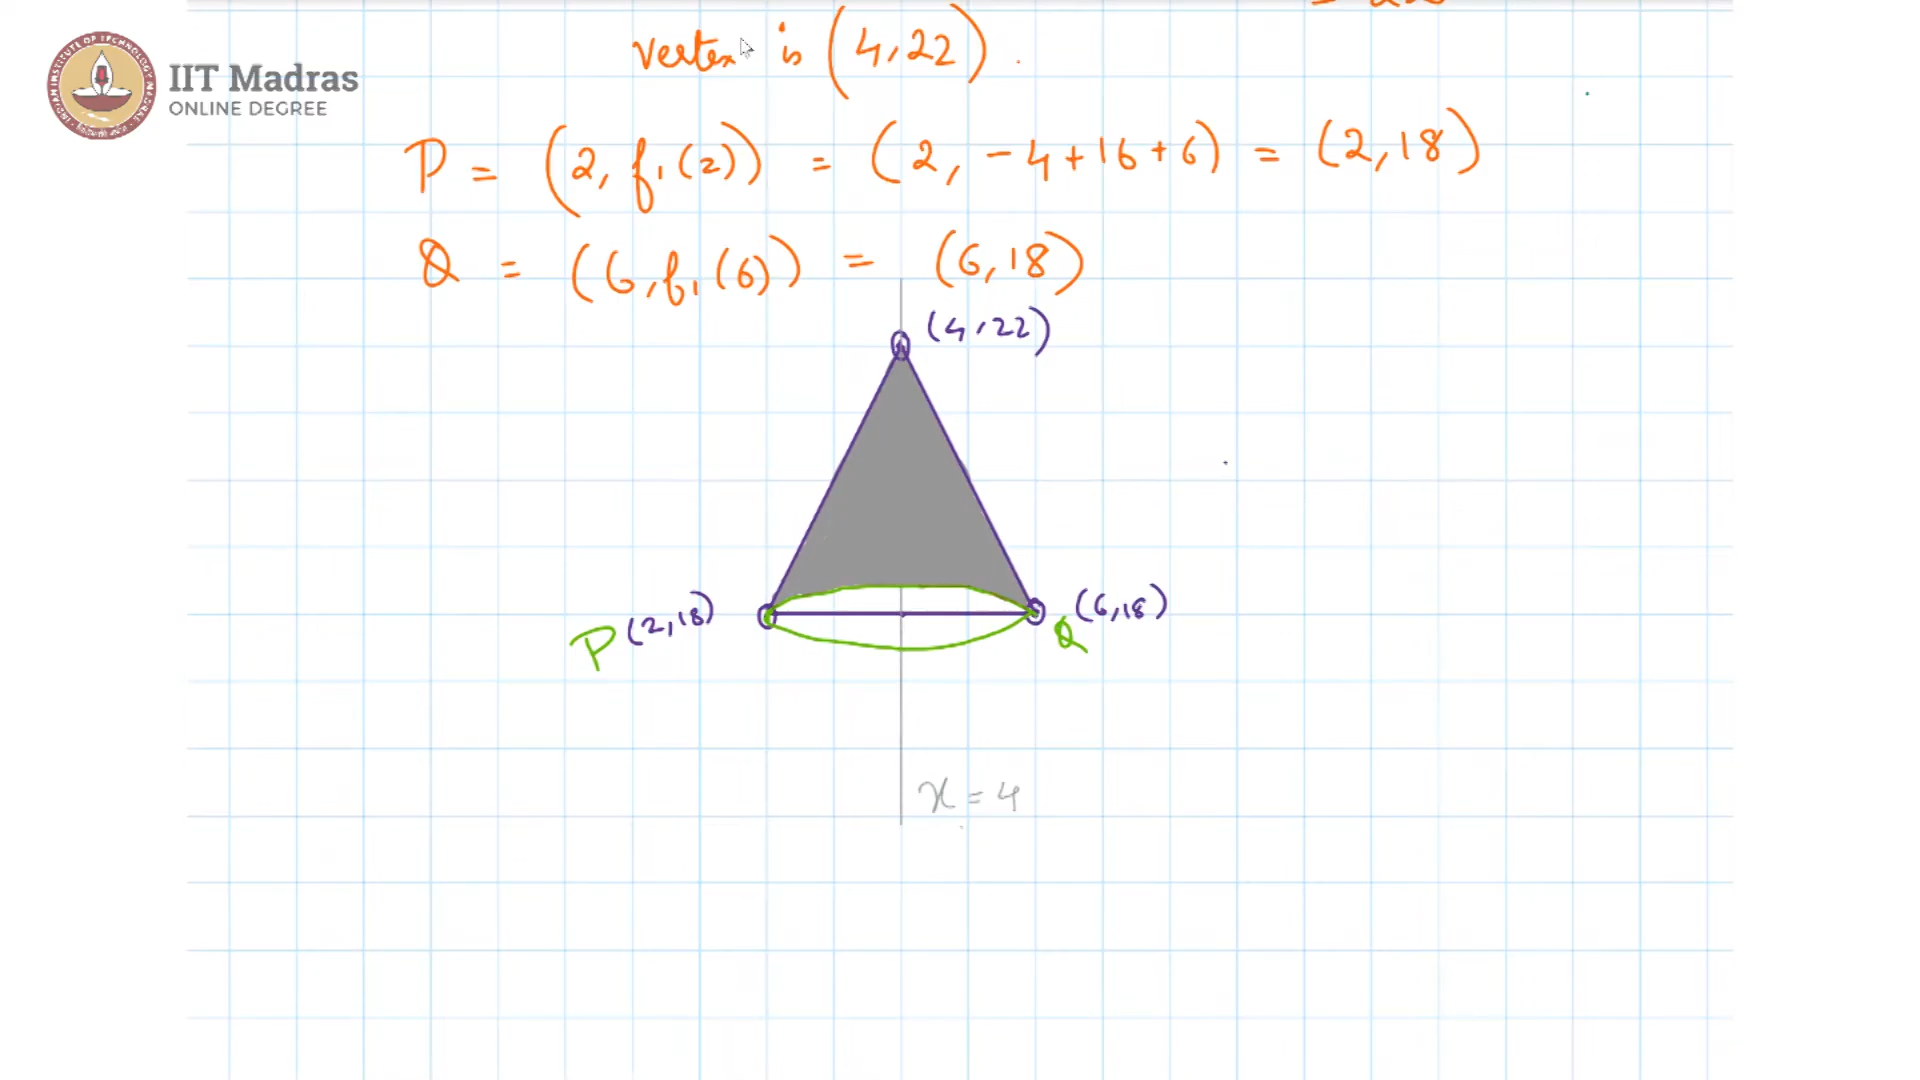 IIT Madras
ONLINE DEGREE
vertex is (4,22).
P = (2, f₁(2)) = (2, -4+16+6) = (2,18)
Q = (6, f₁(6)) = (6,18)
(4,22)
P (2,18)
Q (6,18)
x = 4